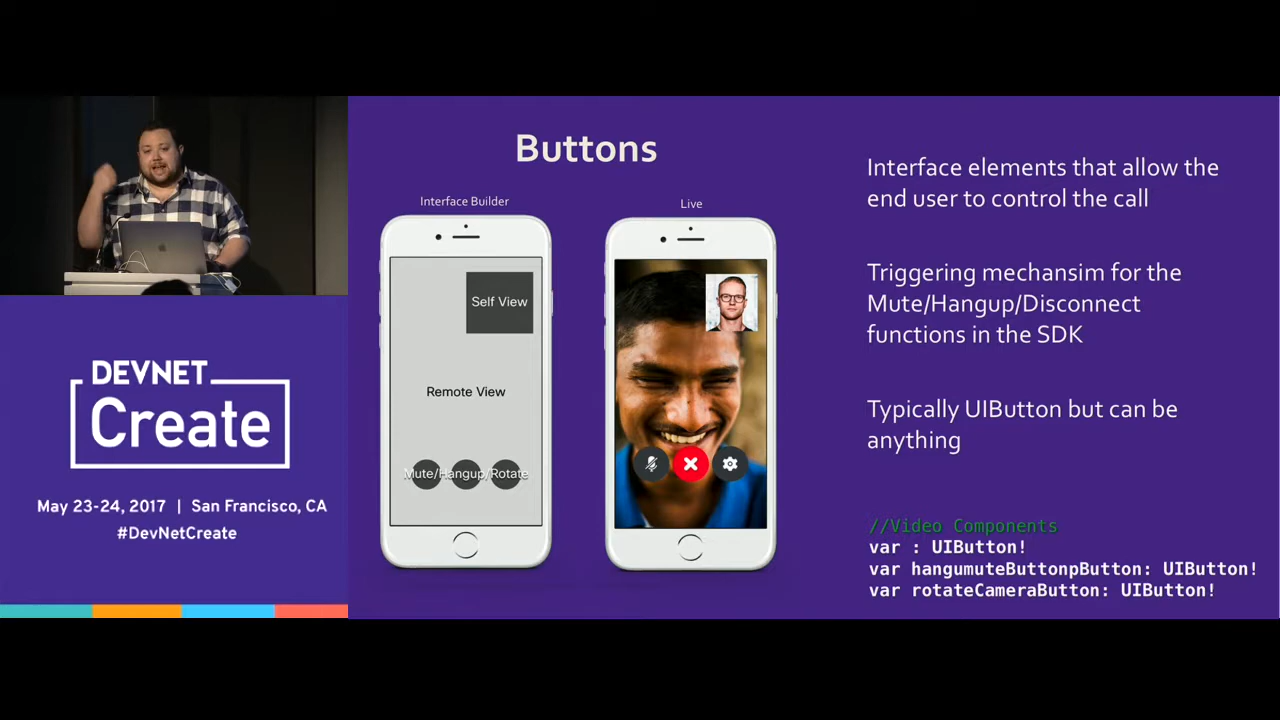 DEVNET
Create
May 23-24, 2017 | San Francisco, CA
#DevNetCreate
Buttons
Interface Builder
Live
Self View
Remote View
Mute/Hangup/Rotate
Interface elements that allow the
end user to control the call
Triggering mechansim for the
Mute/Hangup/Disconnect
functions in the SDK
Typically UIButton but can be
anything
//Video Components
var : UIButton!
var hangumuteButtonpButton: UIButton!
var rotateCameraButton: UIButton!